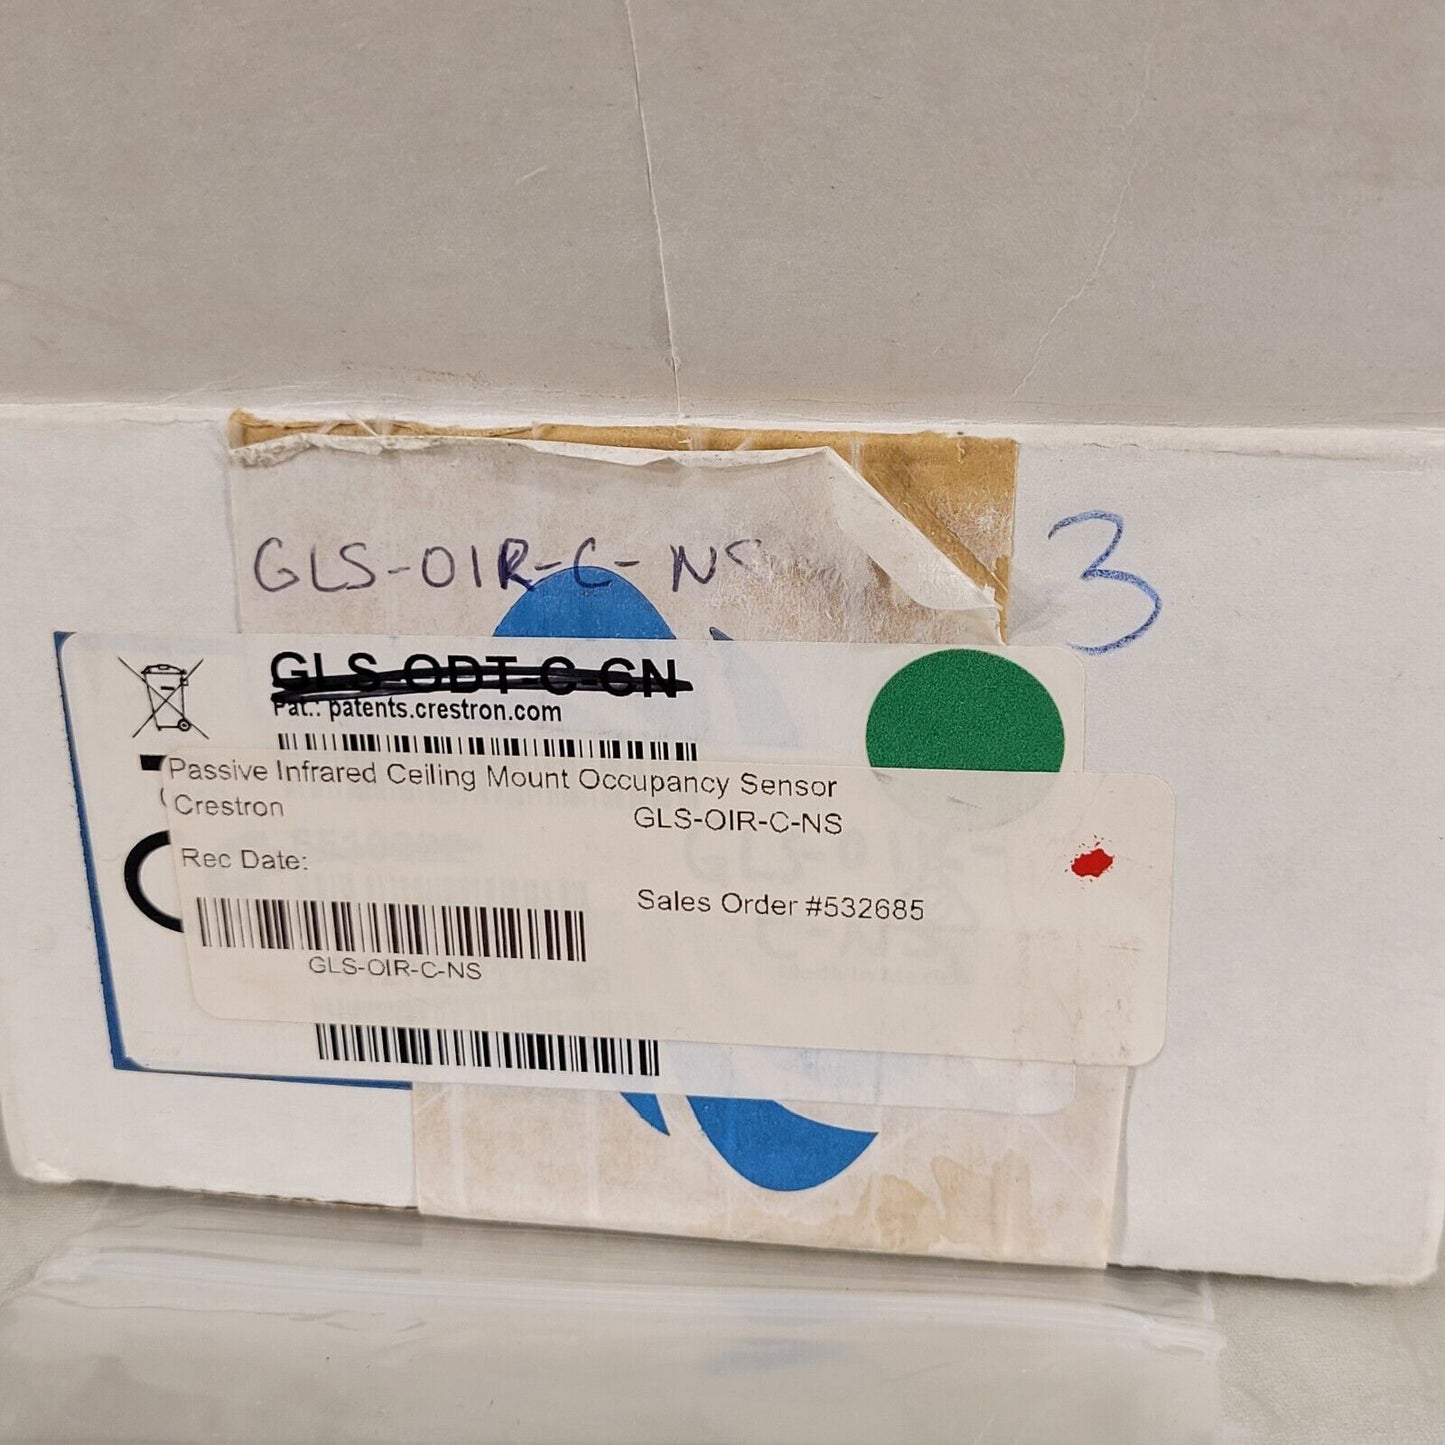 GLS-OIR-C-NS
3
GLS-ODT-C-CN
Pat.: patents.crestron.com
Passive Infrared Ceiling Mount Occupancy Sensor
Crestron
GLS-OIR-C-NS
Rec Date:
Sales Order #532685
GLS-OIR-C-NS